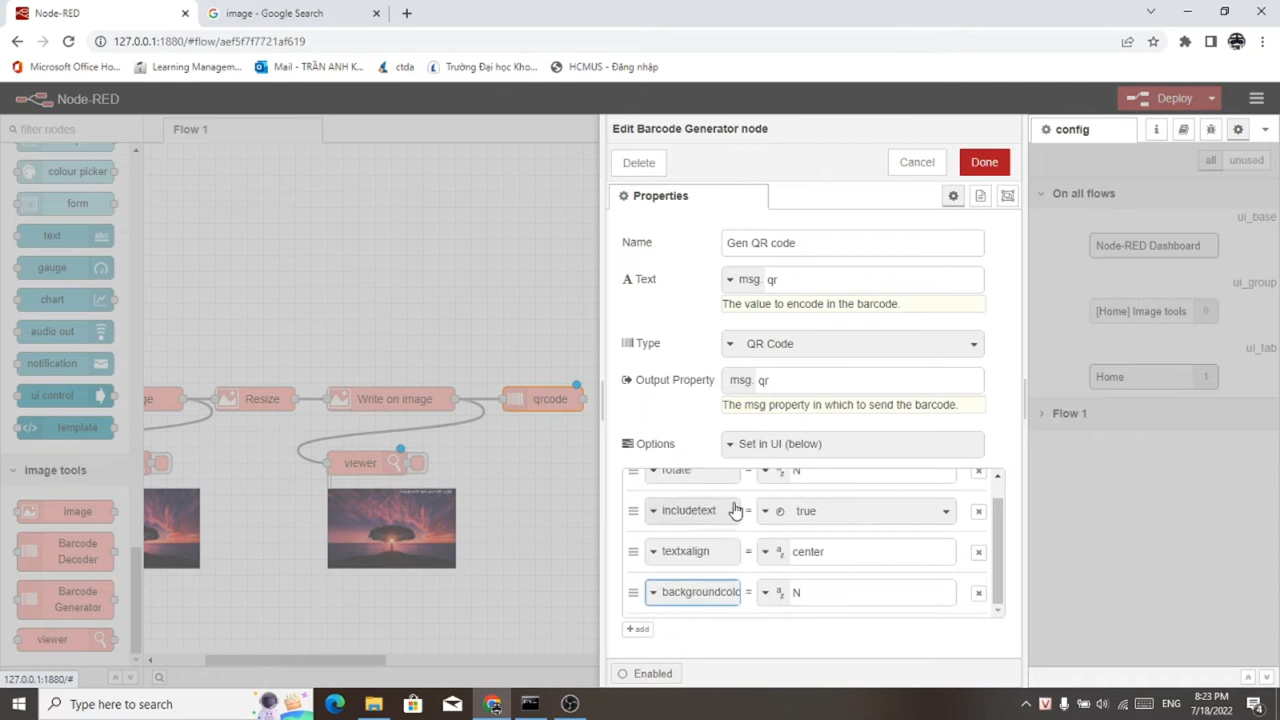 Node-RED
image - Google Search
127.0.0.1:1880/#flow/aef5f7f7721af619
Microsoft Office Ho...
Learning Managem...
Mail - TRẦN ANH K...
ctda
Trường Đại học Kho...
HCMUS - Đăng nhập
Node-RED
Deploy
filter nodes
Flow 1
Edit Barcode Generator node
config
all
unused
Delete
Cancel
Done
colour picker
form
text
gauge
chart
audio out
notification
ui control
template
image tools
image
Barcode
Decoder
Barcode
Generator
viewer
Resize
Write on image
qrcode
viewer
Properties
Name
Gen QR code
Text
msg. qr
The value to encode in the barcode.
Type
QR Code
Output Property
msg. qr
The msg property in which to send the barcode.
Options
Set in UI (below)
rotate = N
includetext = true
textxalign = center
backgroundcolo = N
add
Enabled
On all flows
ui_base
Node-RED Dashboard
ui_group
[Home] Image tools
0
ui_tab
Home
1
Flow 1
127.0.0.1:1880/#
Type here to search
ENG
8:23 PM
7/18/2022